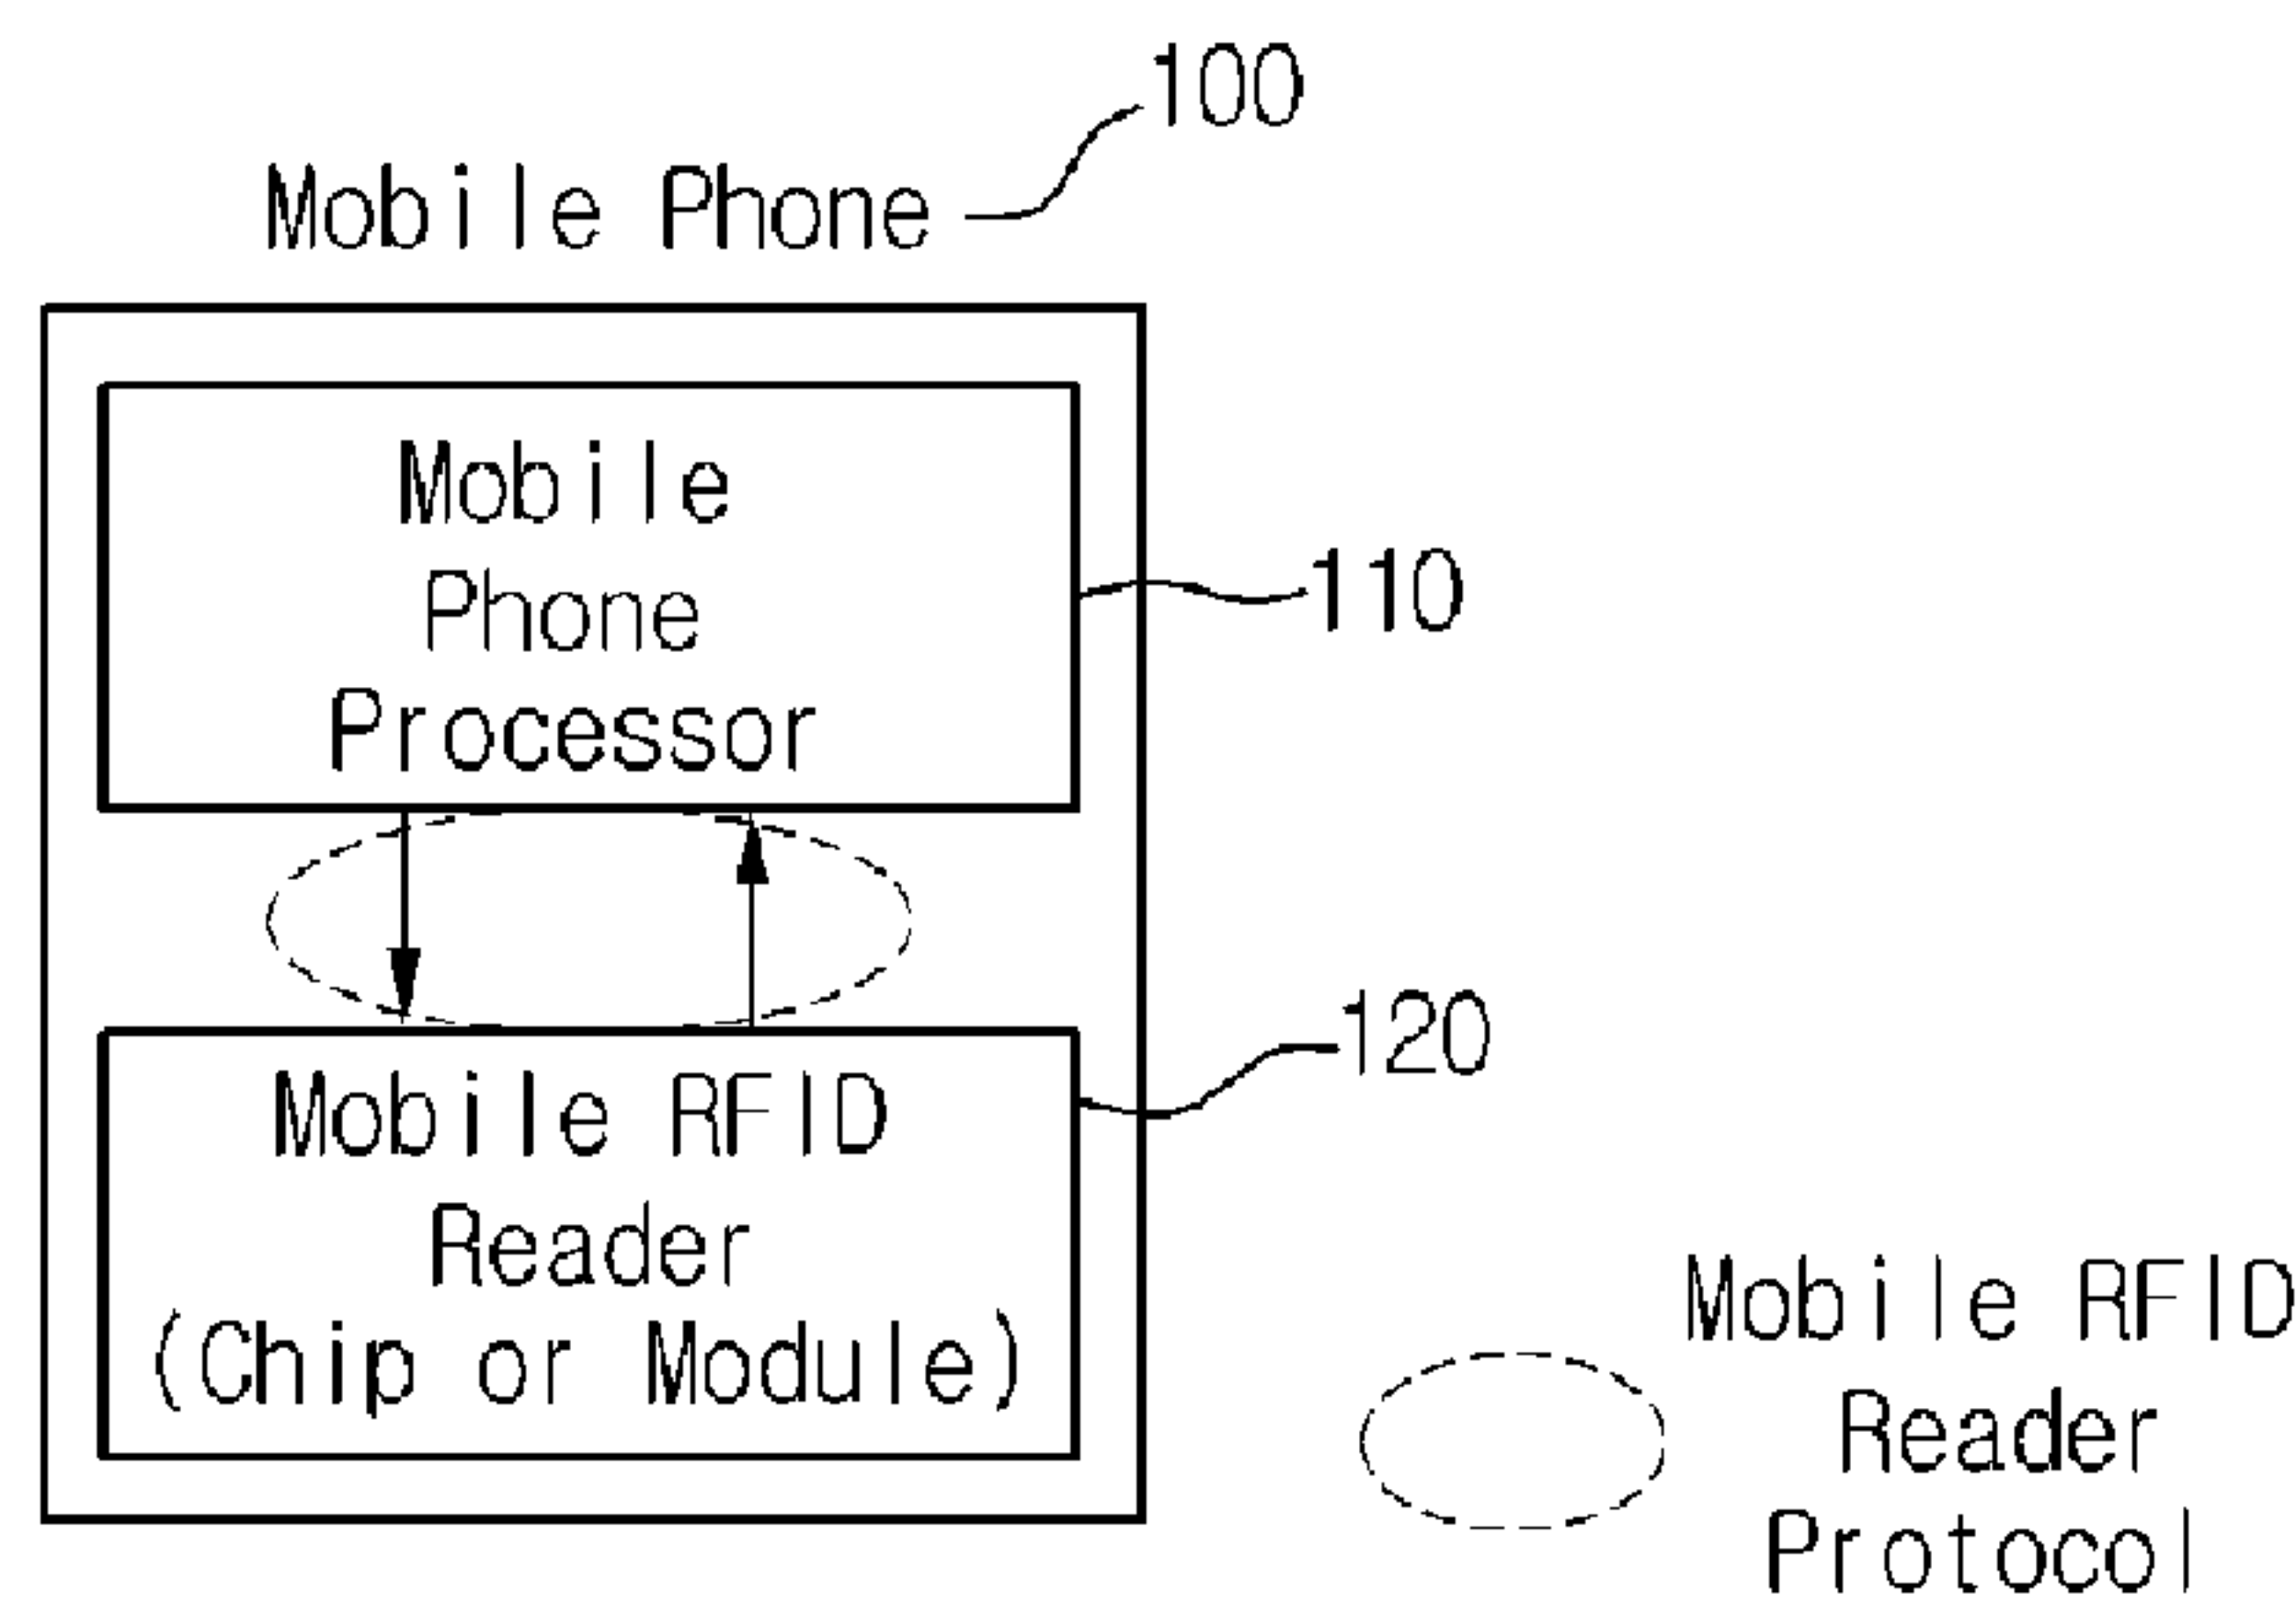 100
Mobile Phone
Mobile
Phone
Processor
110
120
Mobile RFID
Reader
(Chip or Module)
Mobile RFID
Reader
Protocol